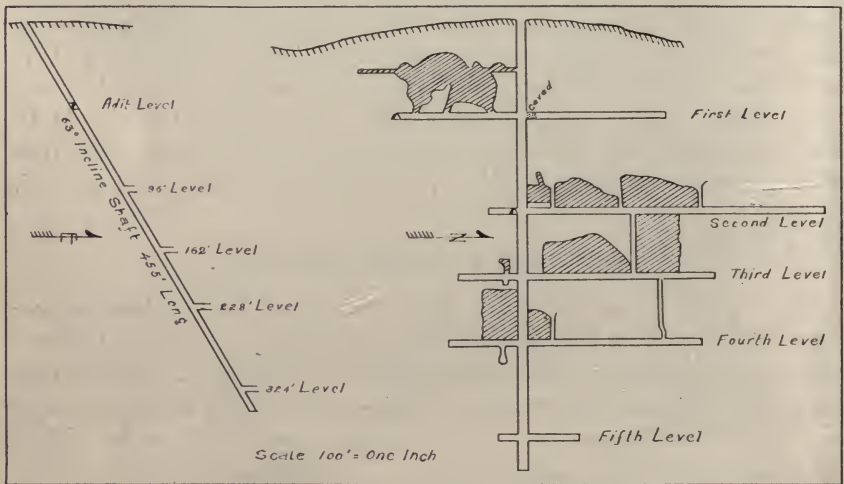 Adit Level
63° Incline Shaft 455' Long
96' Level
162' Level
228' Level
324' Level
Caved
First Level
N
Second Level
Third Level
Fourth Level
Fifth Level
Scale 100' = One Inch